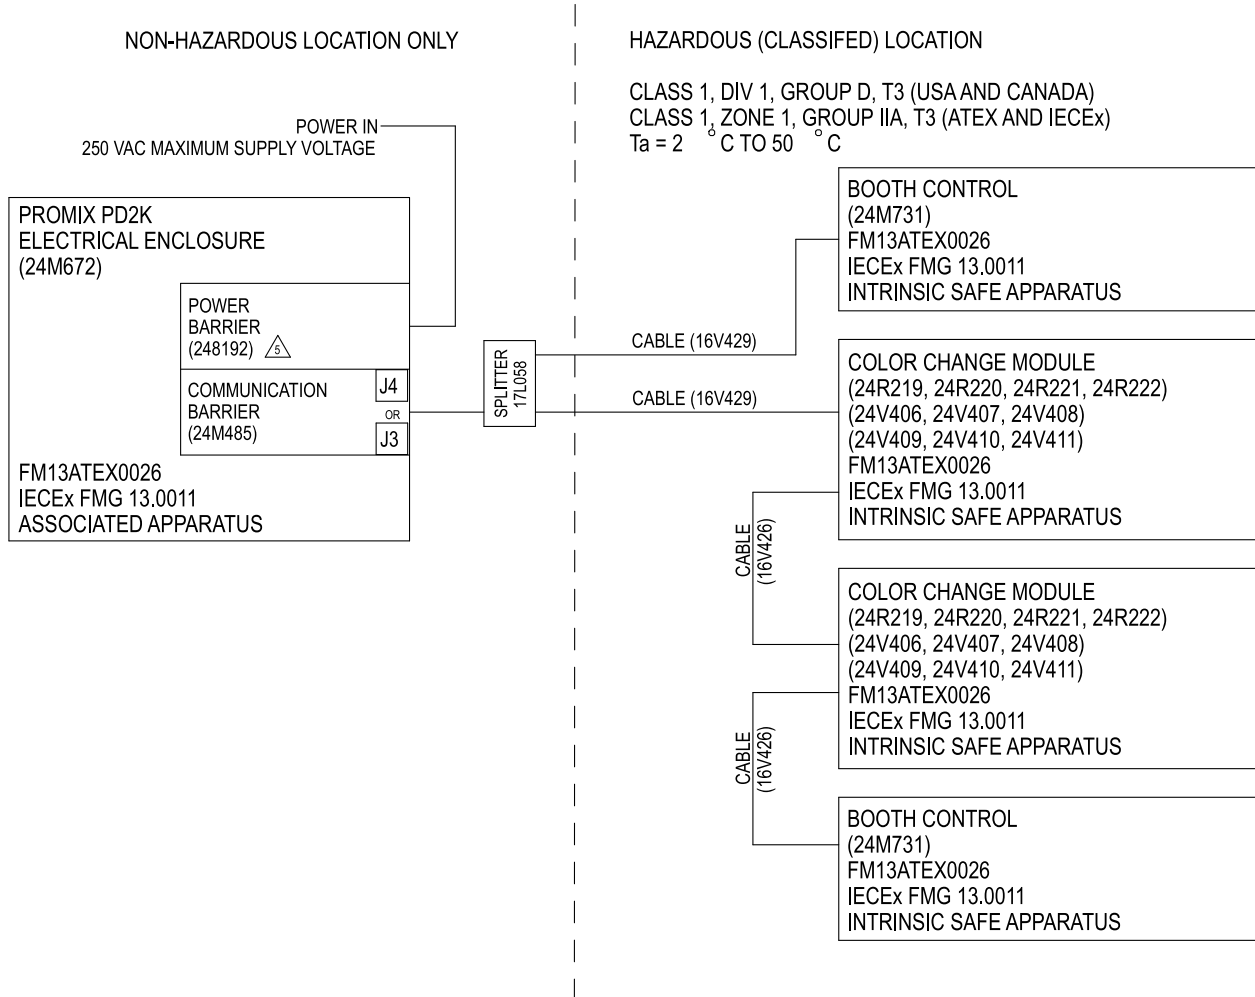 NON-HAZARDOUS LOCATION ONLY
HAZARDOUS (CLASSIFED) LOCATION
CLASS 1, DIV 1, GROUP D, T3 (USA AND CANADA)
CLASS 1, ZONE 1, GROUP IIA, T3 (ATEX AND IECEx)
Ta = 2 °C TO 50 °C
POWER IN
250 VAC MAXIMUM SUPPLY VOLTAGE
PROMIX PD2K
ELECTRICAL ENCLOSURE
(24M672)
POWER
BARRIER
(248192) 5
COMMUNICATION
BARRIER
(24M485)
J4
OR
J3
FM13ATEX0026
IECEx FMG 13.0011
ASSOCIATED APPARATUS
SPLITTER
17L058
CABLE (16V429)
CABLE (16V429)
BOOTH CONTROL
(24M731)
FM13ATEX0026
IECEx FMG 13.0011
INTRINSIC SAFE APPARATUS
COLOR CHANGE MODULE
(24R219, 24R220, 24R221, 24R222)
(24V406, 24V407, 24V408)
(24V409, 24V410, 24V411)
FM13ATEX0026
IECEx FMG 13.0011
INTRINSIC SAFE APPARATUS
CABLE
(16V426)
COLOR CHANGE MODULE
(24R219, 24R220, 24R221, 24R222)
(24V406, 24V407, 24V408)
(24V409, 24V410, 24V411)
FM13ATEX0026
IECEx FMG 13.0011
INTRINSIC SAFE APPARATUS
CABLE
(16V426)
BOOTH CONTROL
(24M731)
FM13ATEX0026
IECEx FMG 13.0011
INTRINSIC SAFE APPARATUS